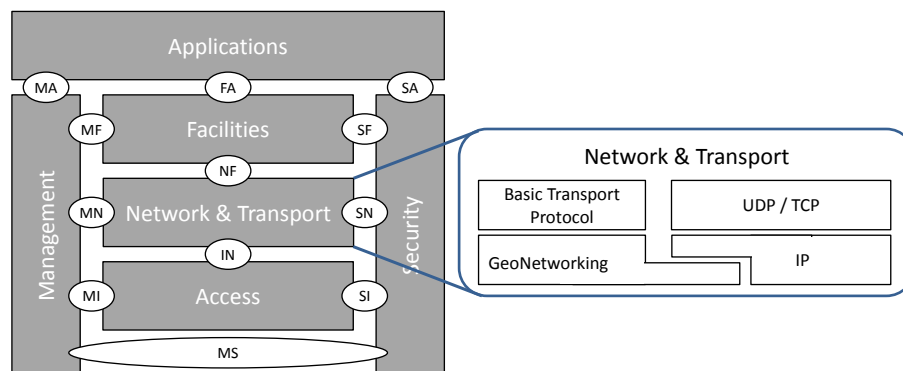 Applications
MA
FA
SA
MF
Facilities
SF
NF
Management
MN
Network & Transport
SN
Security
IN
MI
Access
SI
MS
Network & Transport
Basic Transport
Protocol
UDP / TCP
GeoNetworking
IP